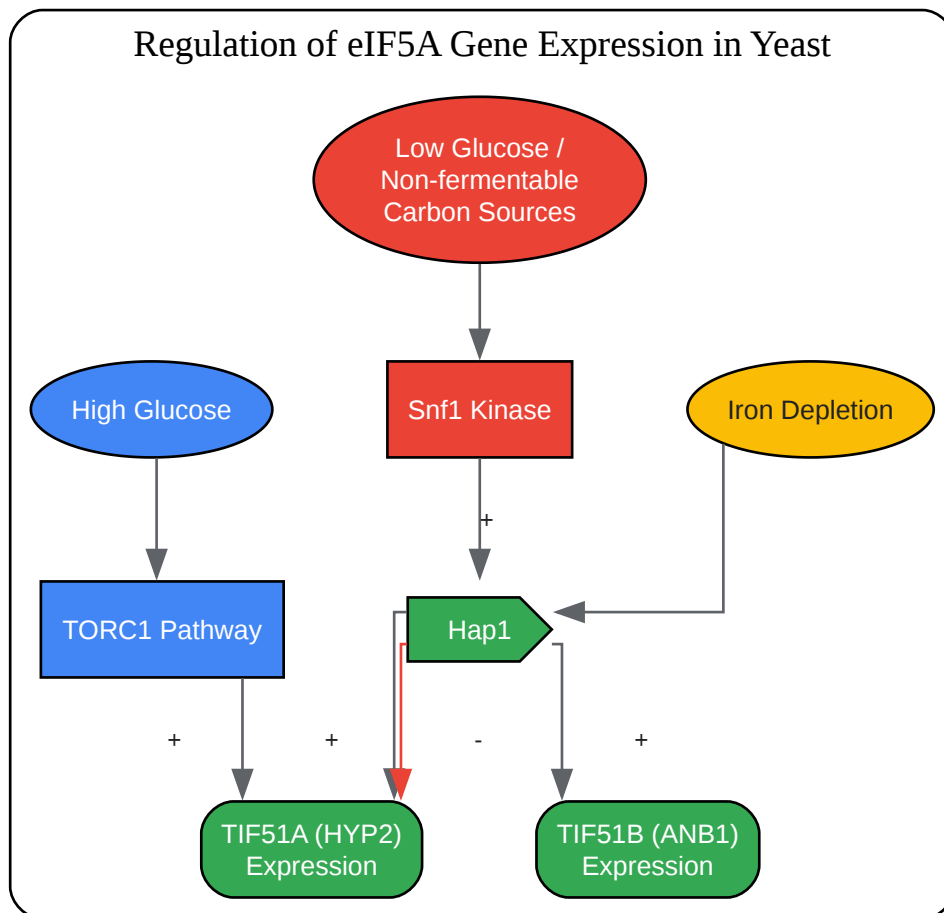 Regulation of eIF5A Gene Expression in Yeast
Low Glucose /
Non-fermentable
Carbon Sources
High Glucose
Snf1 Kinase
Iron Depletion
+
TORC1 Pathway
Hap1
+
+
-
+
TIF51A (HYP2)
Expression
TIF51B (ANB1)
Expression